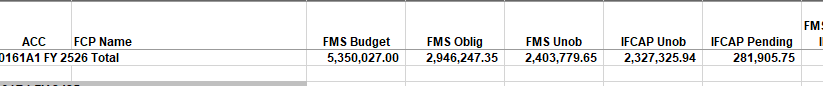 FMS
ACC FCP Name FMS Budget FMS Oblig FMS Unob IFCAP Unob IFCAP Pending
0161A1 FY 2526 Total 5,350,027.00 2,946,247.35 2,403,779.65 2,327,325.94 281,905.75